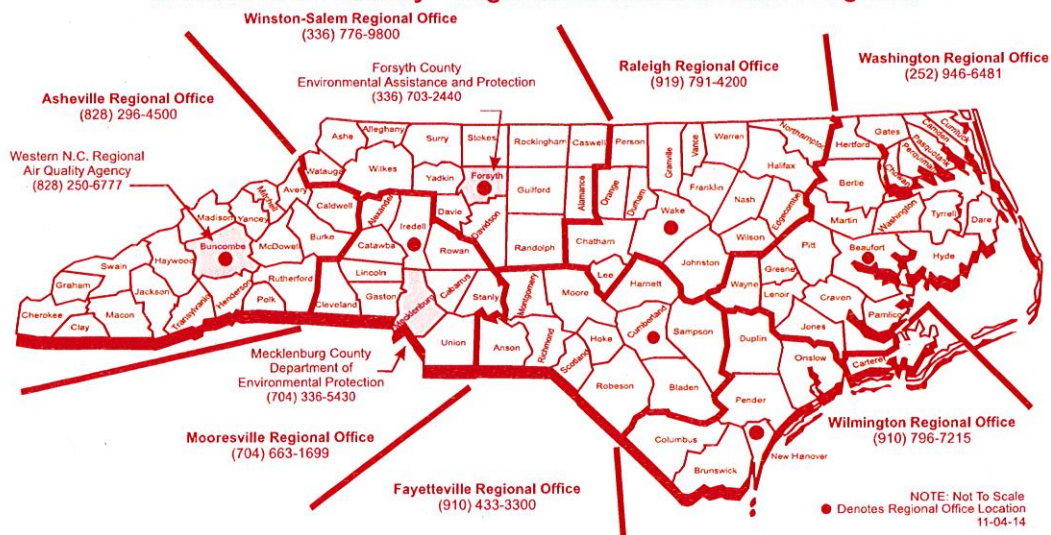 Winston-Salem Regional Office
(336) 776-9800
Forsyth County
Environmental Assistance and Protection
(336) 703-2440
Raleigh Regional Office
(919) 791-4200
Washington Regional Office
(252) 946-6481
Asheville Regional Office
(828) 296-4500
Western N.C. Regional
Air Quality Agency
(828) 250-6777
Ashe
Alleghany
Surry
Stokes
Rockingham
Caswell
Person
Granville
Vance
Warren
Northampton
Hertford
Gates
Camden
Currituck
Pasquotank
Perquimans
Chowan
Watauga
Wilkes
Yadkin
Forsyth
Guilford
Alamance
Orange
Durham
Franklin
Halifax
Nash
Edgecombe
Bertie
Martin
Washington
Tyrrell
Dare
Avery
Mitchell
Yancey
Madison
Caldwell
Alexander
Iredell
Davie
Davidson
Randolph
Chatham
Wake
Wilson
Pitt
Beaufort
Hyde
Buncombe
McDowell
Burke
Catawba
Rowan
Johnston
Greene
Haywood
Swain
Graham
Jackson
Rutherford
Lincoln
Cabarrus
Stanly
Montgomery
Moore
Lee
Harnett
Wayne
Lenor
Cravon
Pamlico
Cherokee
Clay
Macon
Transylvania
Henderson
Polk
Cleveland
Gaston
Mecklenburg
Union
Anson
Richmond
Scotland
Hoke
Cumberland
Sampson
Duplin
Jones
Onslow
Carteret
Robeson
Bladen
Pender
Columbus
Brunswick
New Hanover
Mecklenburg County
Department of
Environmental Protection
(704) 336-5430
Mooresville Regional Office
(704) 663-1699
Fayetteville Regional Office
(910) 433-3300
Wilmington Regional Office
(910) 796-7215
NOTE: Not To Scale
Denotes Regional Office Location
11-04-14